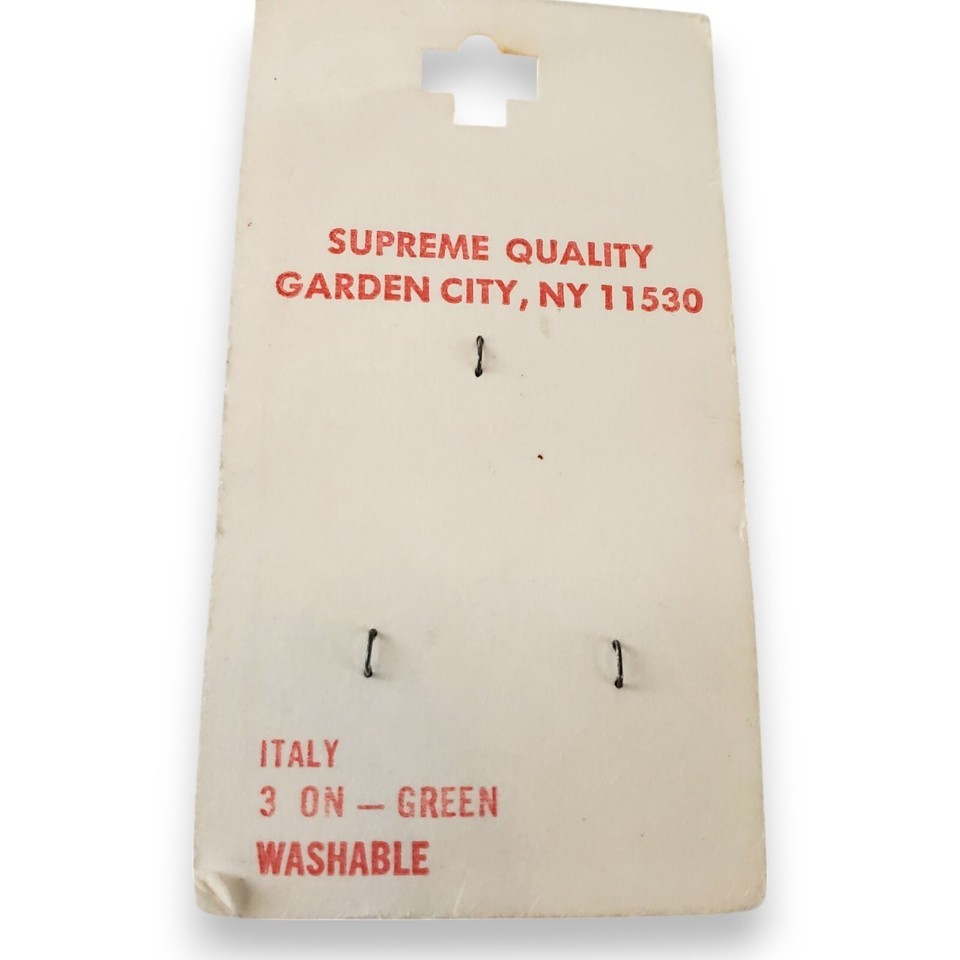 SUPREME QUALITY
GARDEN CITY, NY 11530
ITALY
3 ON — GREEN
WASHABLE